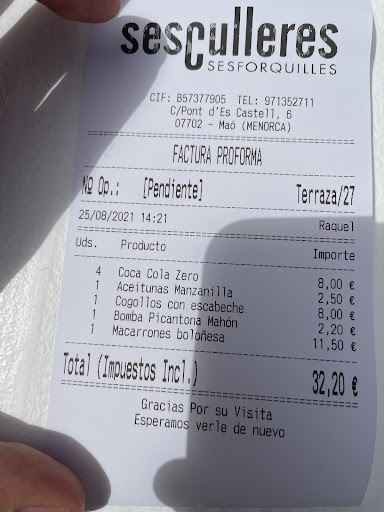 sesculleres
SESFORQUILLES
CIF: B57377905 TEL: 971352711
C/Pont d'Es Castell, 6
07702 - Maó (MENORCA)
FACTURA PROFORMA
Nº Op.: [Pendiente] Terraza/27
25/08/2021 14:21 Raquel
Uds. Producto Importe
4 Coca Cola Zero 8,00 €
1 Aceitunas Manzanilla 2,50 €
1 Cogollos con escabeche 8,00 €
1 Bomba Picantona Mahón 2,20 €
1 Macarrones boloñesa 11,50 €
Total (Impuestos Incl.) 32,20 €
Gracias Por su Visita
Esperamos verle de nuevo